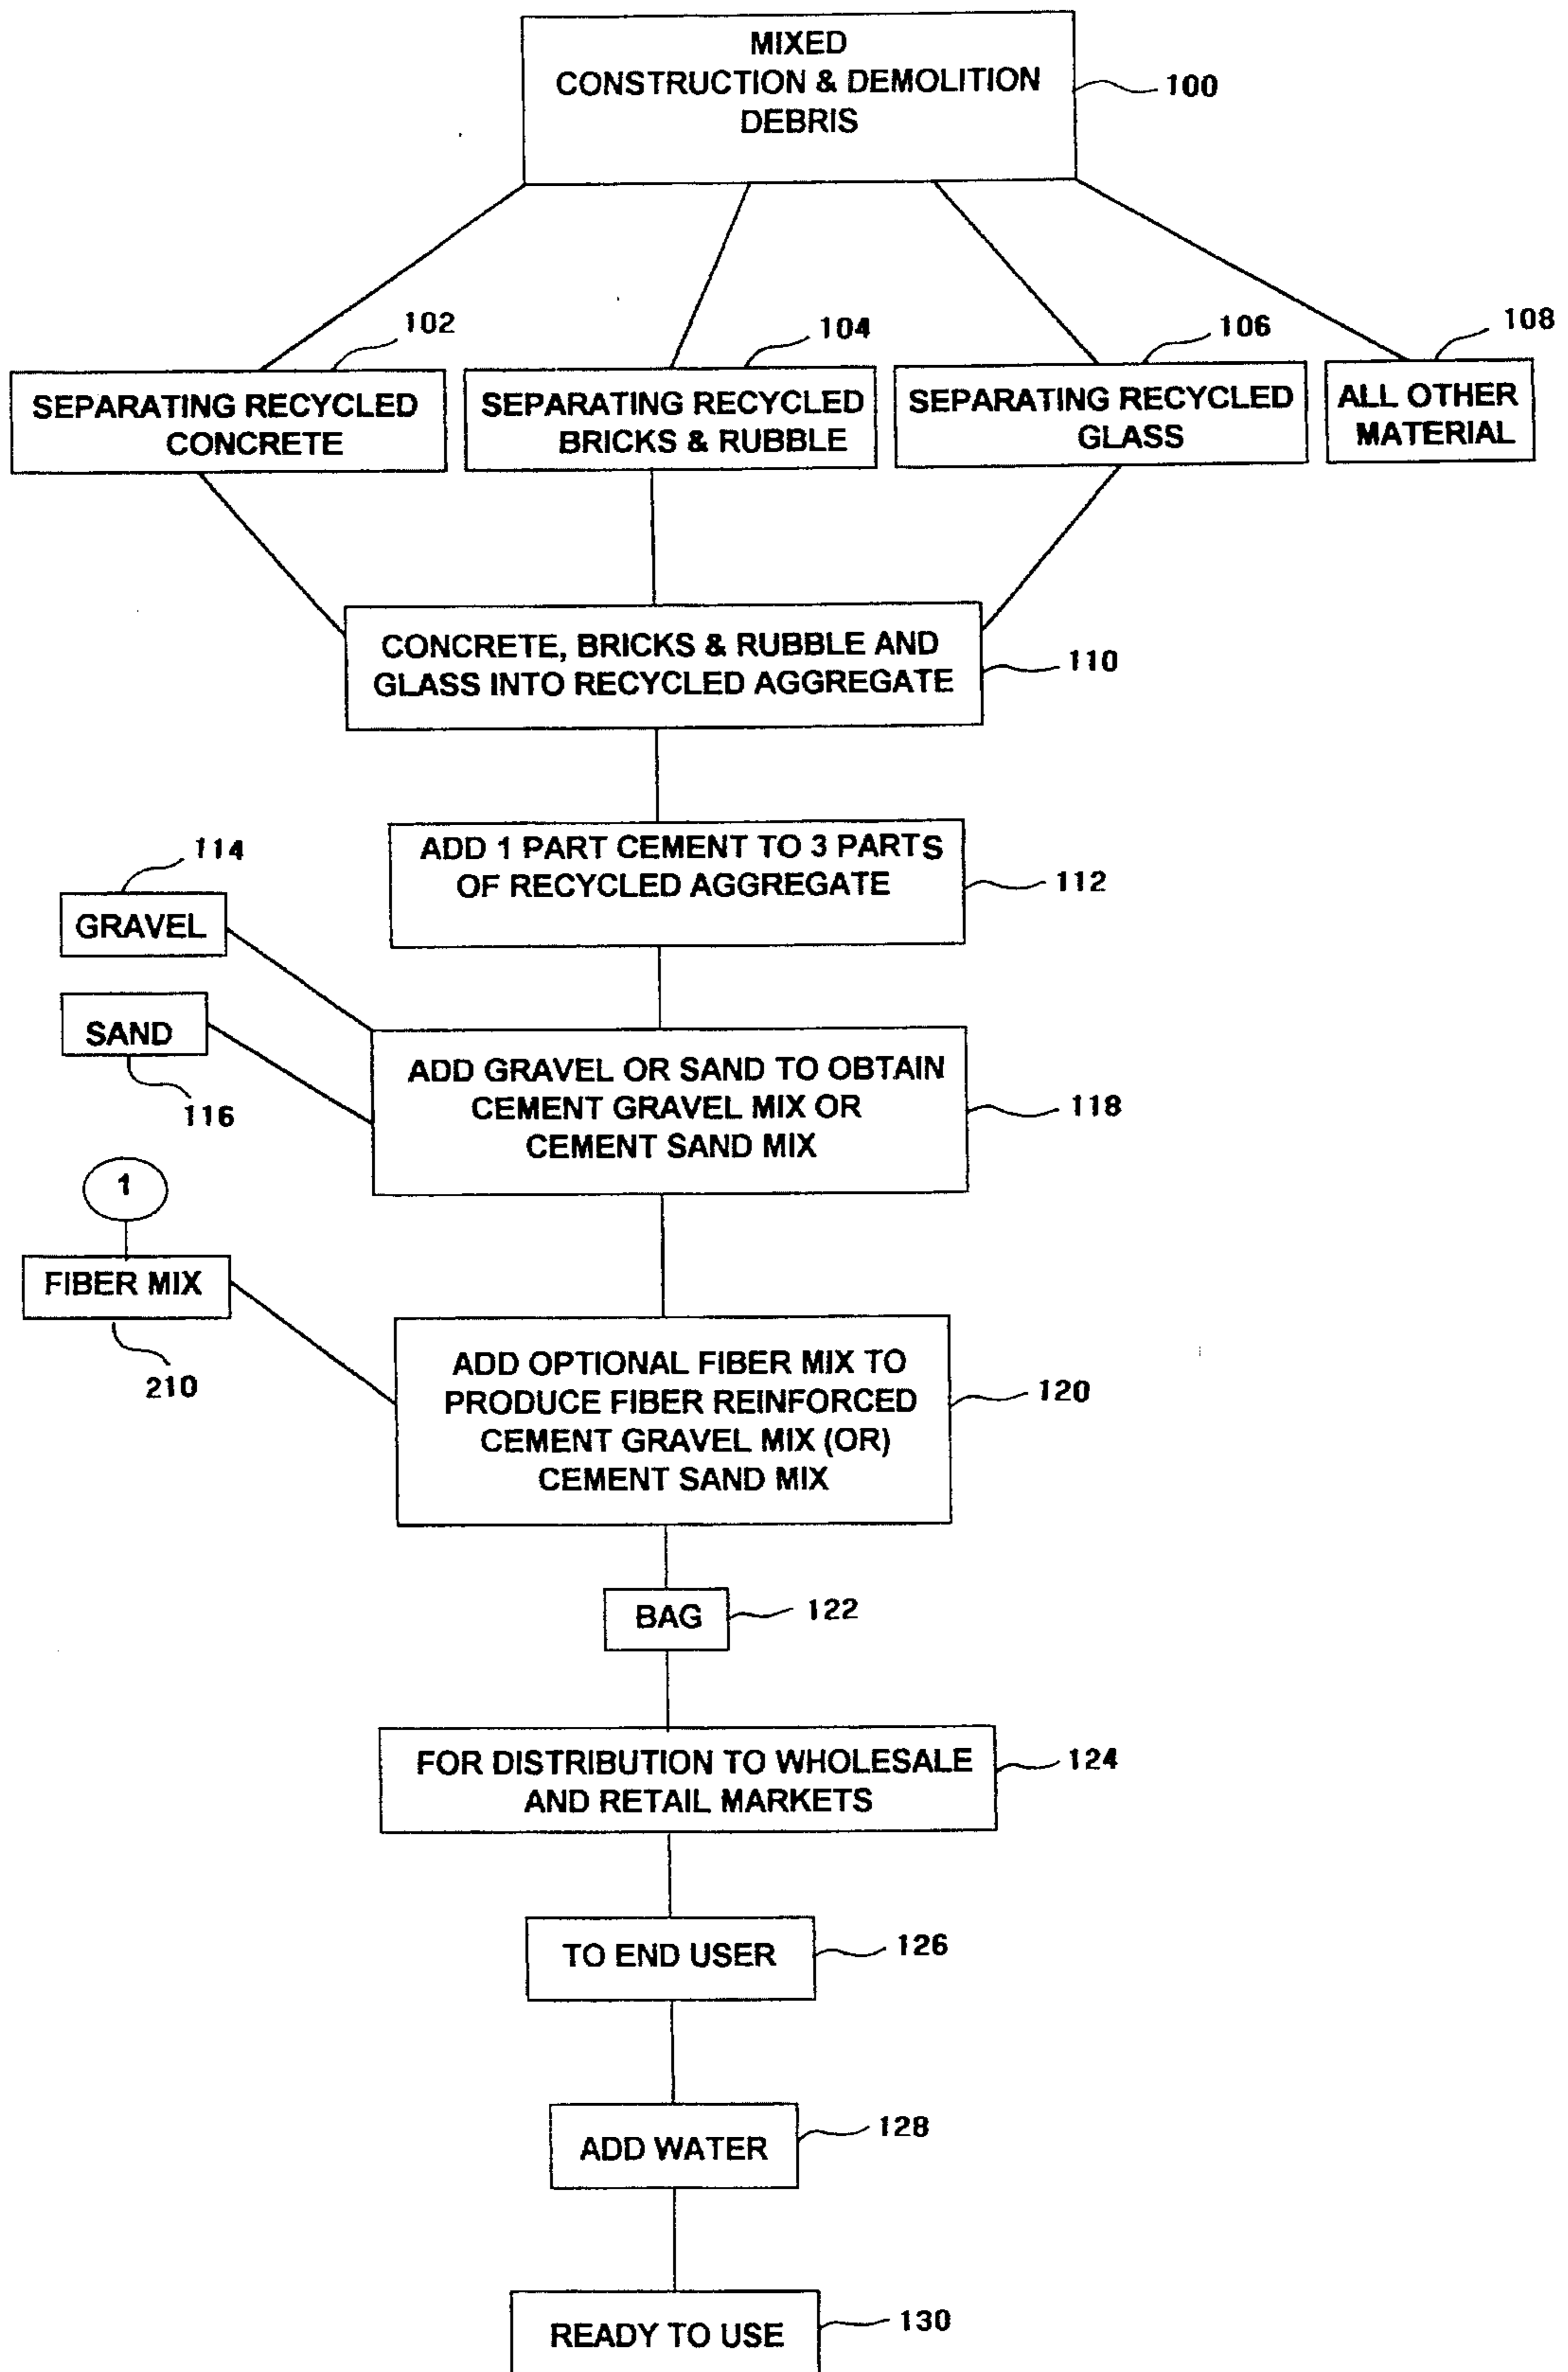 MIXED
CONSTRUCTION & DEMOLITION
DEBRIS
100
102
104
106
108
SEPARATING RECYCLED
CONCRETE
SEPARATING RECYCLED
BRICKS & RUBBLE
SEPARATING RECYCLED
GLASS
ALL OTHER
MATERIAL
CONCRETE, BRICKS & RUBBLE AND
GLASS INTO RECYCLED AGGREGATE
110
ADD 1 PART CEMENT TO 3 PARTS
OF RECYCLED AGGREGATE
112
114
GRAVEL
SAND
116
ADD GRAVEL OR SAND TO OBTAIN
CEMENT GRAVEL MIX OR
CEMENT SAND MIX
118
1
FIBER MIX
210
ADD OPTIONAL FIBER MIX TO
PRODUCE FIBER REINFORCED
CEMENT GRAVEL MIX (OR)
CEMENT SAND MIX
120
BAG
122
FOR DISTRIBUTION TO WHOLESALE
AND RETAIL MARKETS
124
TO END USER
126
ADD WATER
128
READY TO USE
130